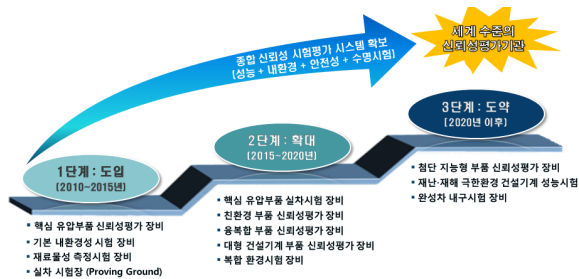 세계 수준의
신뢰성평가기관
종합 신뢰성 시험평가 시스템 확보
[성능 + 내환경 + 안전성 + 수명시험]
1단계 : 도입
[2010~2015년]
• 핵심 유압부품 신뢰성평가 장비
• 기본 내환경성 시험 장비
• 재료물성 측정시험 장비
• 실차 시험장 (Proving Ground)
2단계 : 확대
[2015~2020년]
• 핵심 유압부품 실차시험 장비
• 친환경 부품 신뢰성평가 장비
• 융복합 부품 신뢰성평가 장비
• 대형 건설기계 부품 신뢰성평가 장비
• 복합 환경시험 장비
3단계 : 도약
[2020년 이후]
• 첨단 지능형 부품 신뢰성평가 장비
• 재난·재해 극한환경 건설기계 성능시험
• 완성차 내구시험 장비